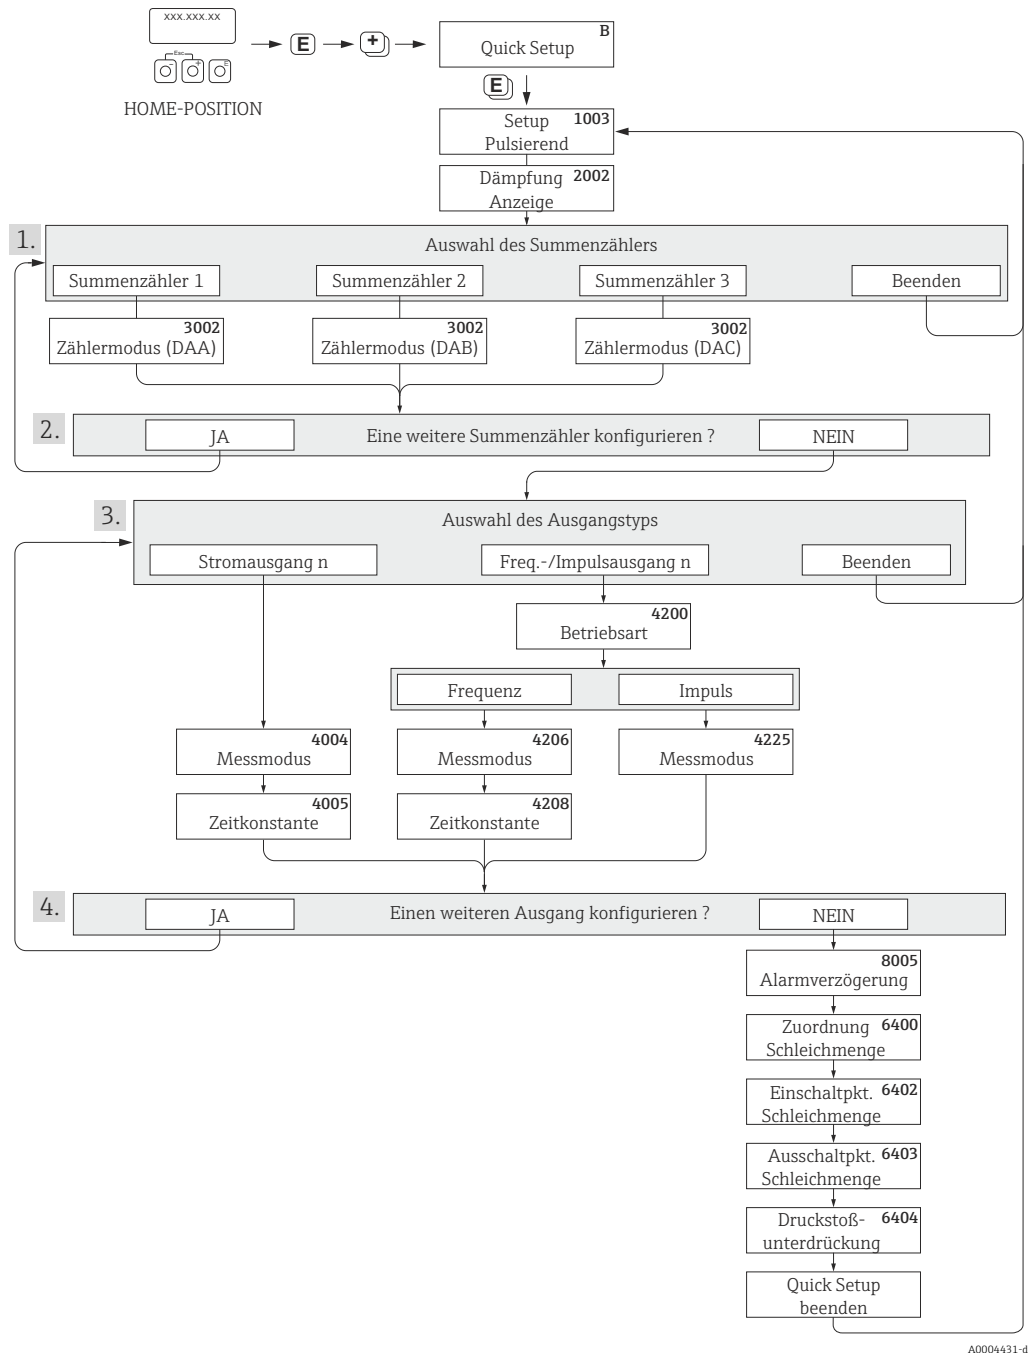 xxx.xxx.xx
Esc
- + E
E
+
B
Quick Setup
HOME-POSITION
E
Setup 1003
Pulsierend
Dämpfung 2002
Anzeige
1.
Auswahl des Summenzählers
Summenzähler 1
Summenzähler 2
Summenzähler 3
Beenden
3002
Zählermodus (DAA)
3002
Zählermodus (DAB)
3002
Zählermodus (DAC)
2.
JA
Eine weitere Summenzähler konfigurieren ?
NEIN
3.
Auswahl des Ausgangstyps
Stromausgang n
Freq.-/Impulsausgang n
Beenden
4200
Betriebsart
Frequenz
Impuls
4004
Messmodus
4206
Messmodus
4225
Messmodus
4005
Zeitkonstante
4208
Zeitkonstante
4.
JA
Einen weiteren Ausgang konfigurieren ?
NEIN
8005
Alarmverzögerung
Zuordnung 6400
Schleichmenge
Einschaltpkt. 6402
Schleichmenge
Ausschaltpkt. 6403
Schleichmenge
Druckstoß- 6404
unterdrückung
Quick Setup
beenden
A0004431-d